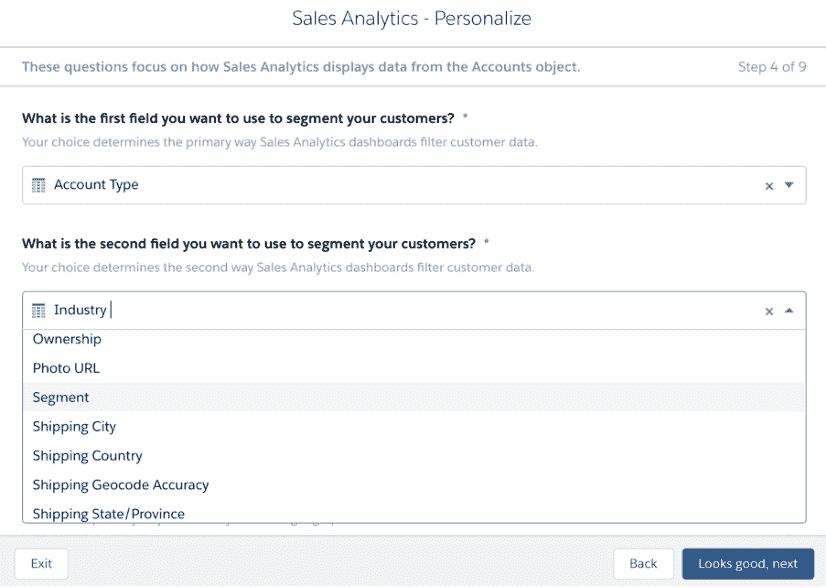 Sales Analytics - Personalize
These questions focus on how Sales Analytics displays data from the Accounts object.
Step 4 of 9
What is the first field you want to use to segment your customers? *
Your choice determines the primary way Sales Analytics dashboards filter customer data.
Account Type
What is the second field you want to use to segment your customers? *
Your choice determines the second way Sales Analytics dashboards filter customer data.
Industry
Ownership
Photo URL
Segment
Shipping City
Shipping Country
Shipping Geocode Accuracy
Shipping State/Province
Exit
Back
Looks good, next